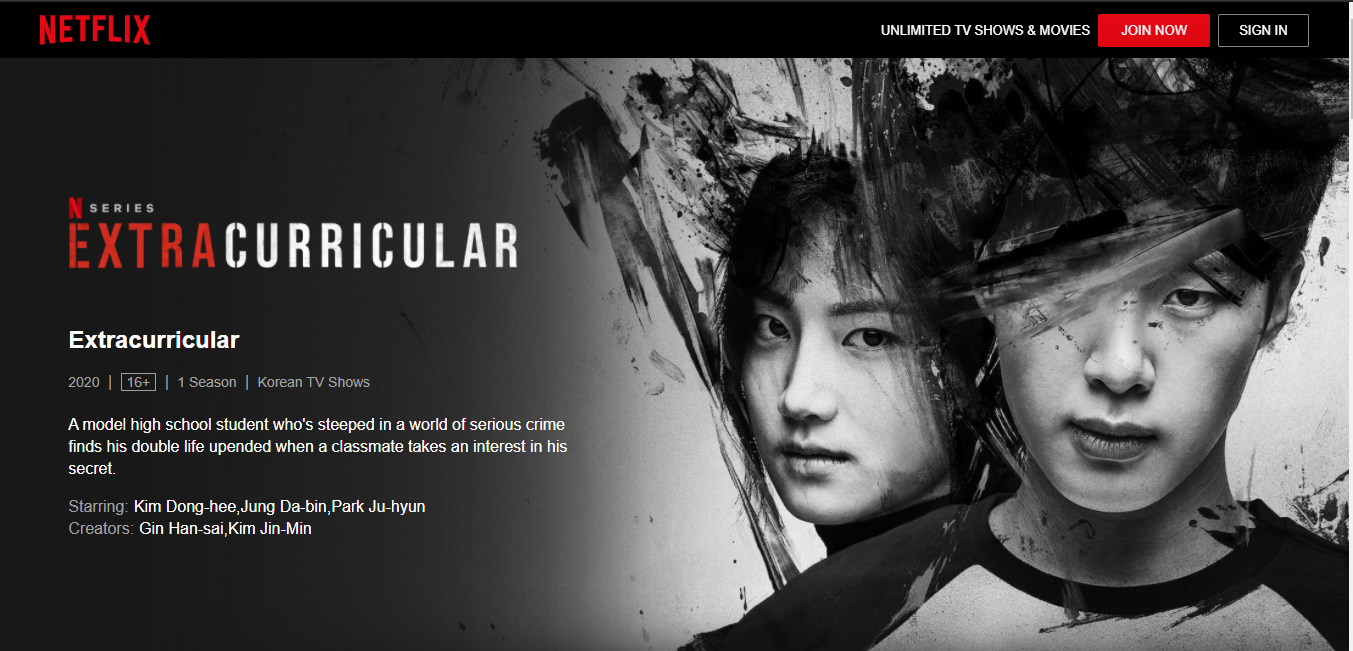 NETFLIX
UNLIMITED TV SHOWS & MOVIES
JOIN NOW
SIGN IN
N SERIES
EXTRACURRICULAR
Extracurricular
2020 | 16+ | 1 Season | Korean TV Shows
A model high school student who's steeped in a world of serious crime
finds his double life upended when a classmate takes an interest in his
secret.
Starring: Kim Dong-hee,Jung Da-bin,Park Ju-hyun
Creators: Gin Han-sai,Kim Jin-Min